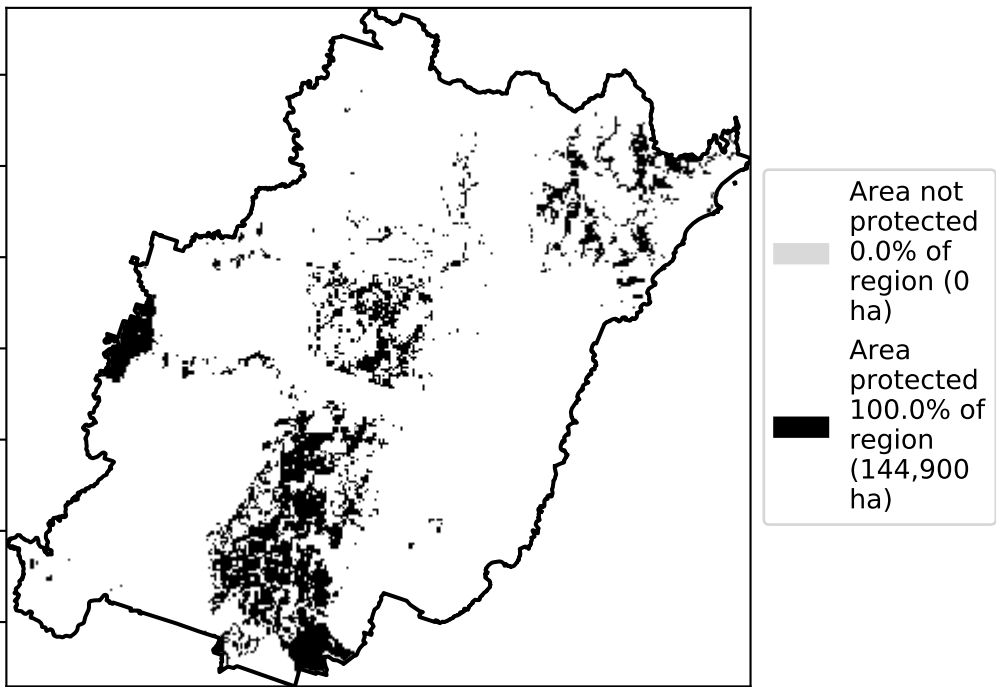 Area not
protected
0.0% of
region (0
ha)
Area
protected
100.0% of
region
(144,900
ha)